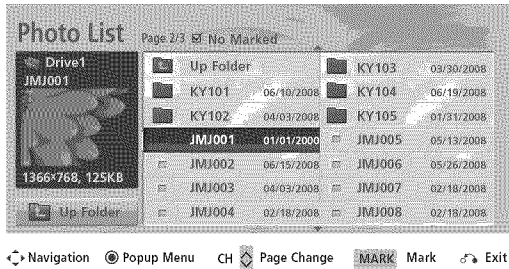 Photo List Page 2/3 No Marked
Drive1
JMJ001
1366×768, 125KB
Up Folder
Up Folder
KY101 06/10/2008
KY102 04/03/2008
JMJ001 01/01/2000
JMJ002 06/15/2008
JMJ003 04/03/2008
JMJ004 02/18/2008
KY103 03/30/2008
KY104 06/19/2008
KY105 01/31/2008
JMJ005 05/13/2008
JMJ006 05/26/2008
JMJ007 02/18/2008
JMJ008 02/18/2008
Navigation Popup Menu CH Page Change MARK Mark Exit